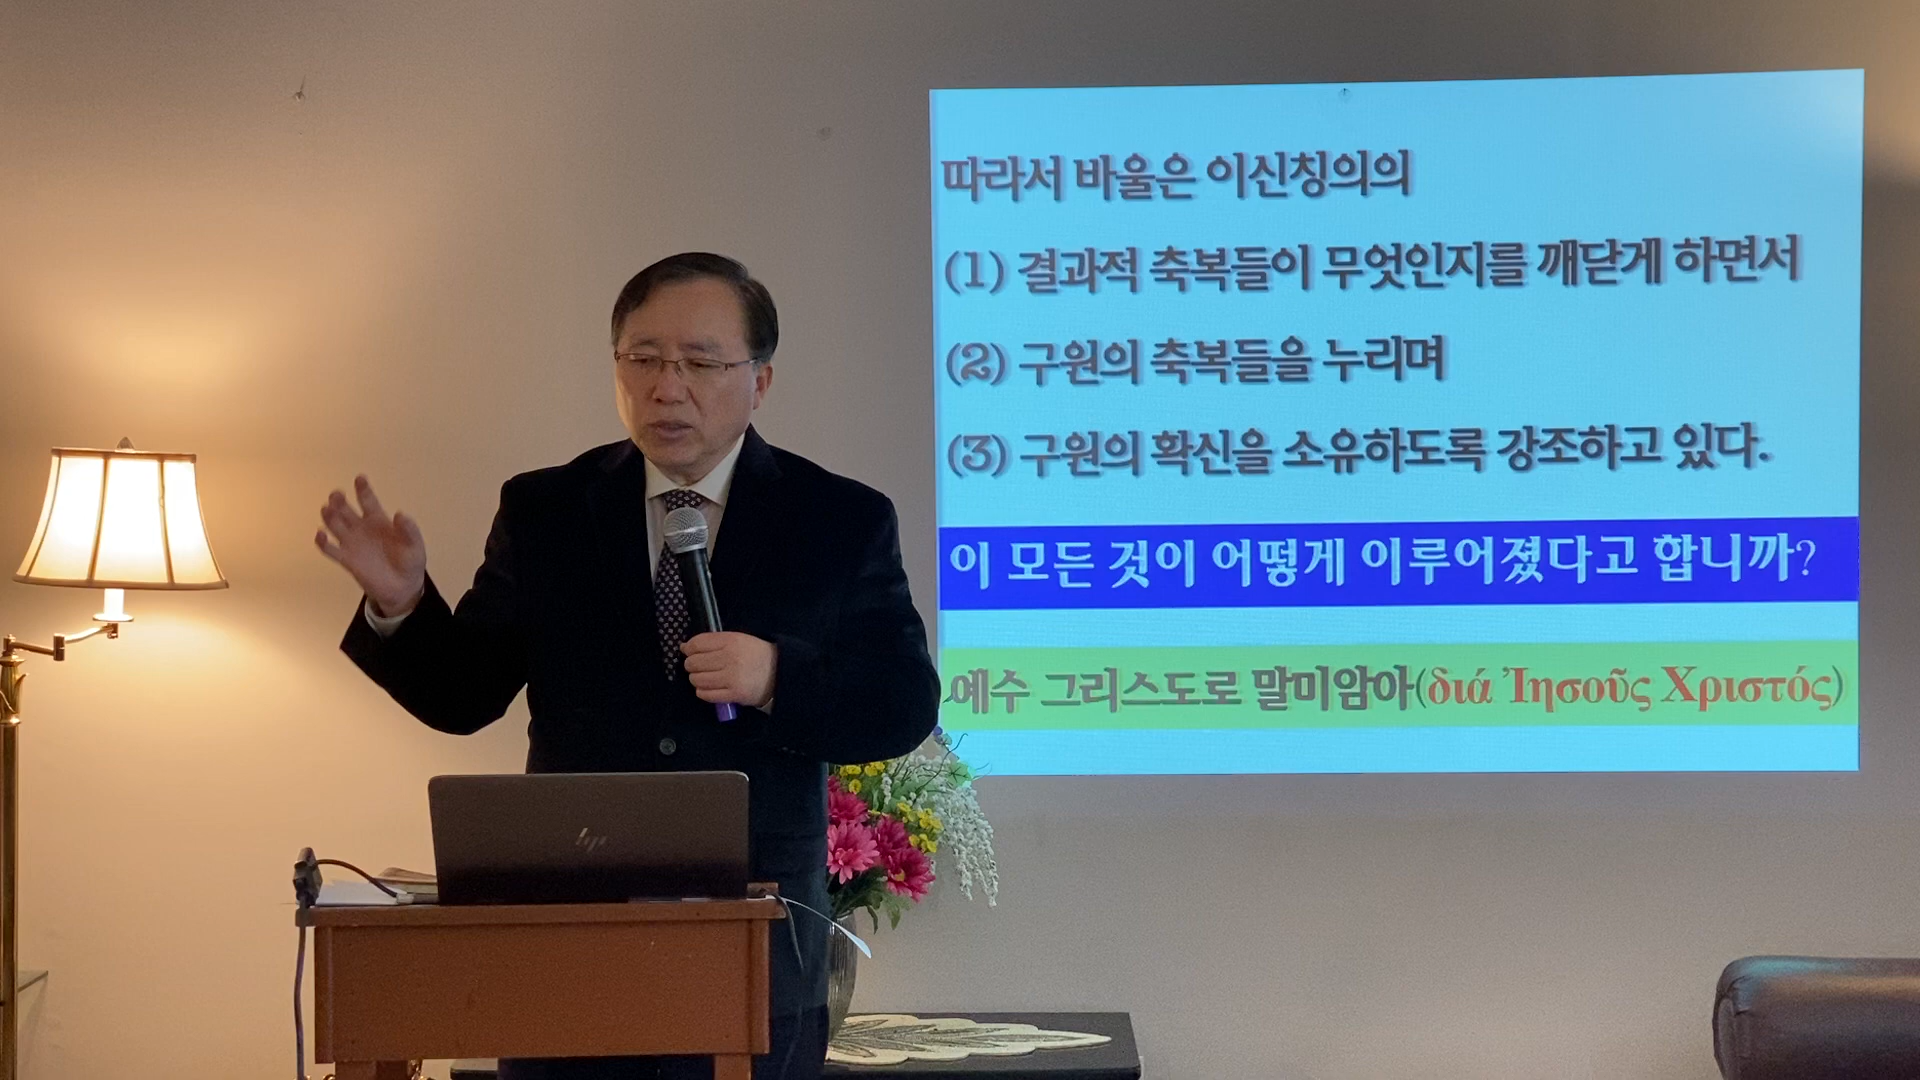 따라서 바울은 이신칭의의
(1) 결과적 축복들이 무엇인지를 깨닫게 하면서
(2) 구원의 축복들을 누리며
(3) 구원의 확신을 소유하도록 강조하고 있다.
이 모든 것이 어떻게 이루어졌다고 합니까?
예수 그리스도로 말미암아(διά Ἰησοῦς Χριστός)
hp